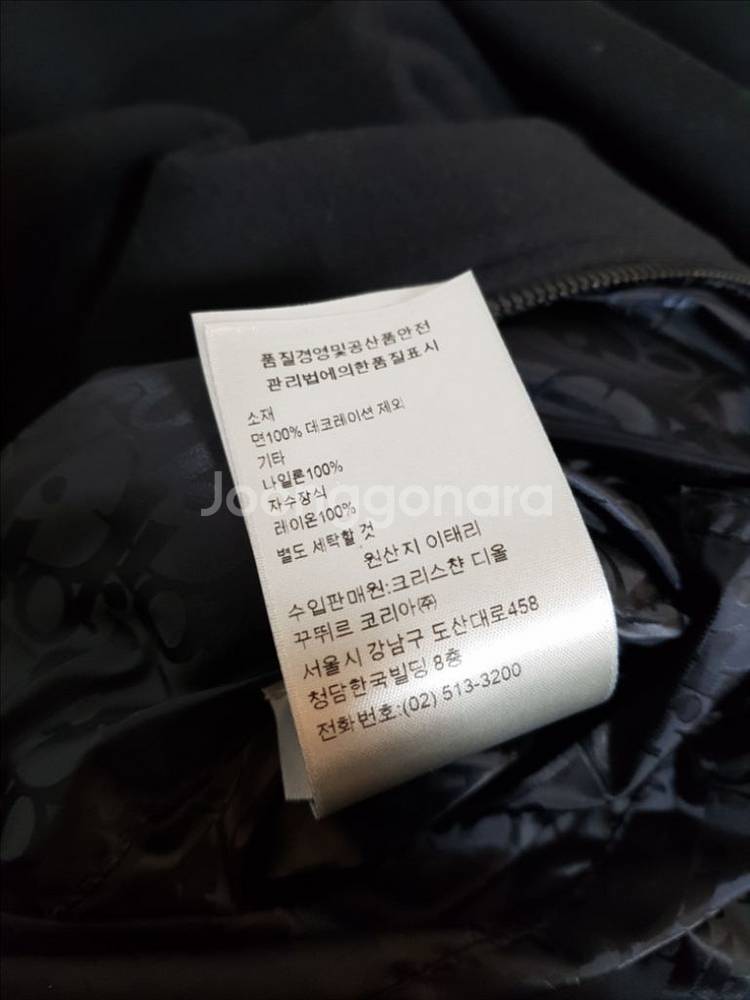 품질경영및공산품안전
관리법에의한품질표시
소재
면100% 데코레이션 제외
기타
나일론100%
자수장식
레이온100%
별도 세탁할 것
원산지 이태리
수입판매원:크리스챤 디올
꾸뛰르 코리아㈜
서울시 강남구 도산대로458
청담한국빌딩 8층
전화번호:(02) 513-3200
Joonggonara